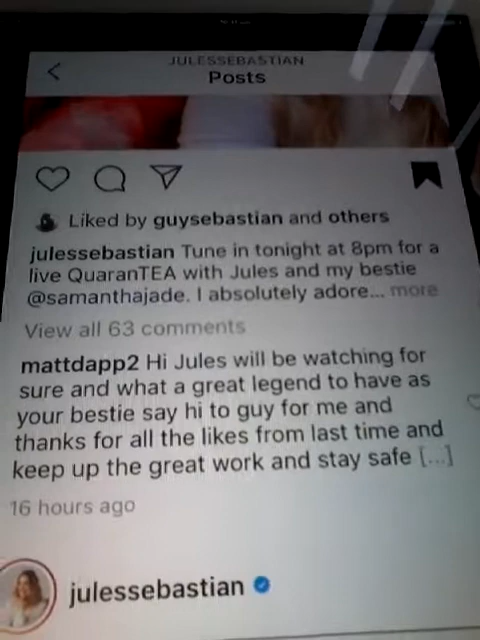 JULESSEBASTIAN
Posts
Liked by guysebastian and others
julessebastian Tune in tonight at 8pm for a
live QuaranTEA with Jules and my bestie
@samanthajade. I absolutely adore... more
View all 63 comments
mattdapp2 Hi Jules will be watching for
sure and what a great legend to have as
your bestie say hi to guy for me and
thanks for all the likes from last time and
keep up the great work and stay safe [...]
16 hours ago
julessebastian